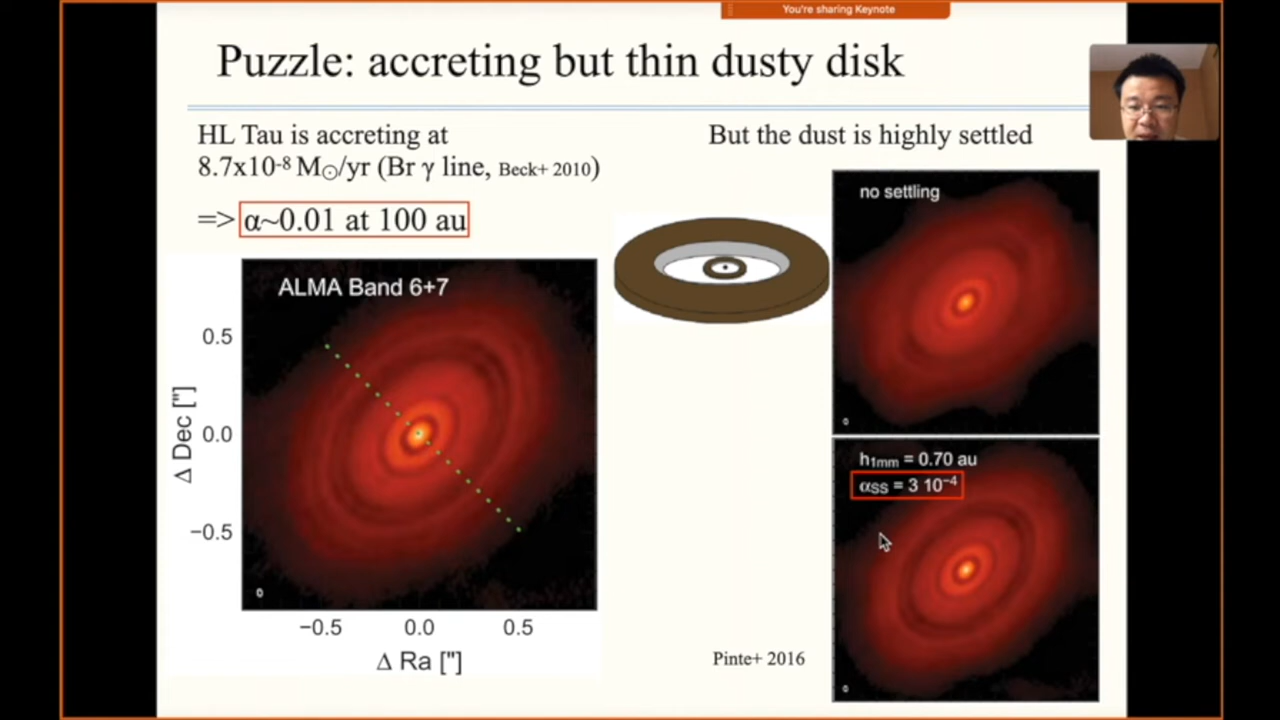 You're sharing Keynote
Puzzle: accreting but thin dusty disk
HL Tau is accreting at
8.7x10⁻⁸ M☉/yr (Br γ line, Beck+ 2010)
=> α~0.01 at 100 au
But the dust is highly settled
ALMA Band 6+7
Δ Dec ["]
0.5
0.0
−0.5
−0.5 0.0 0.5
Δ Ra ["]
no settling
h1mm = 0.70 au
αSS = 3 10⁻⁴
Pinte+ 2016